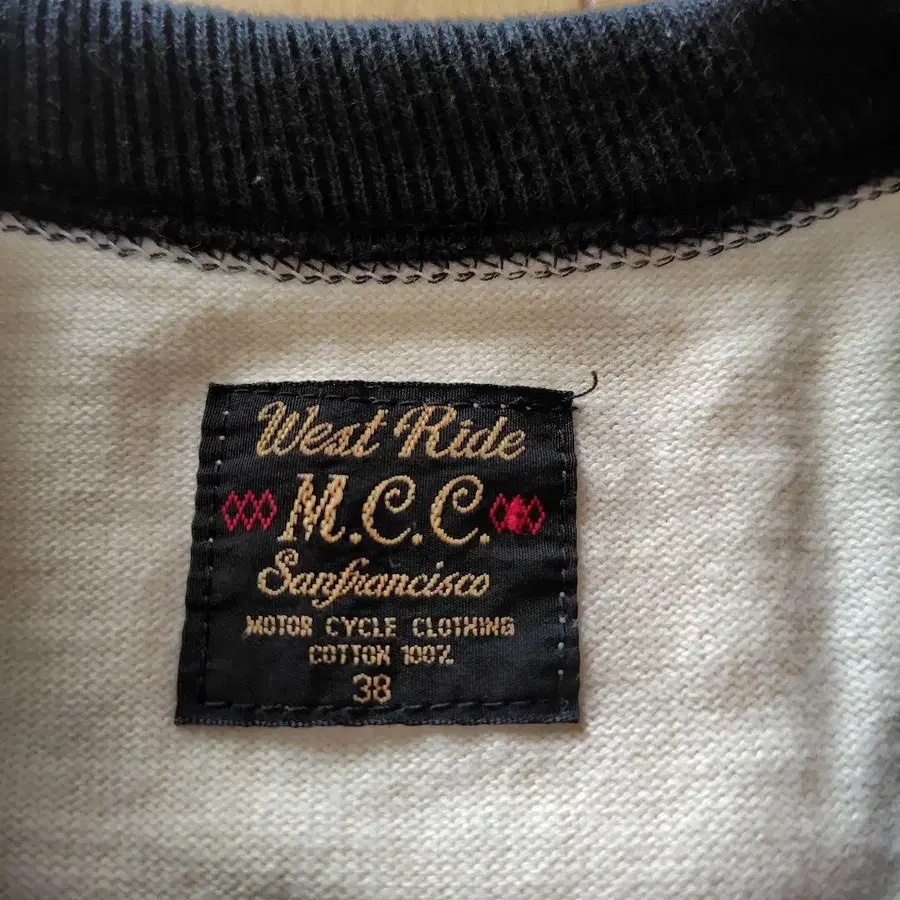 West Ride
M.C.C.
Sanfrancisco
MOTOR CYCLE CLOTHING
COTTON 100%
38